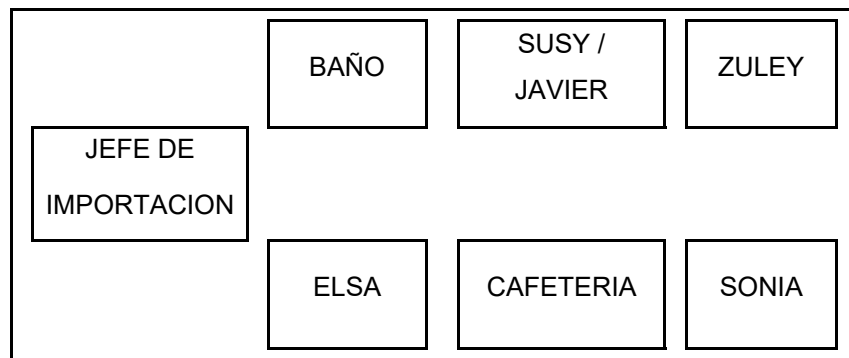 BAÑO
SUSY /
JAVIER
ZULEY
JEFE DE
IMPORTACION
ELSA
CAFETERIA
SONIA